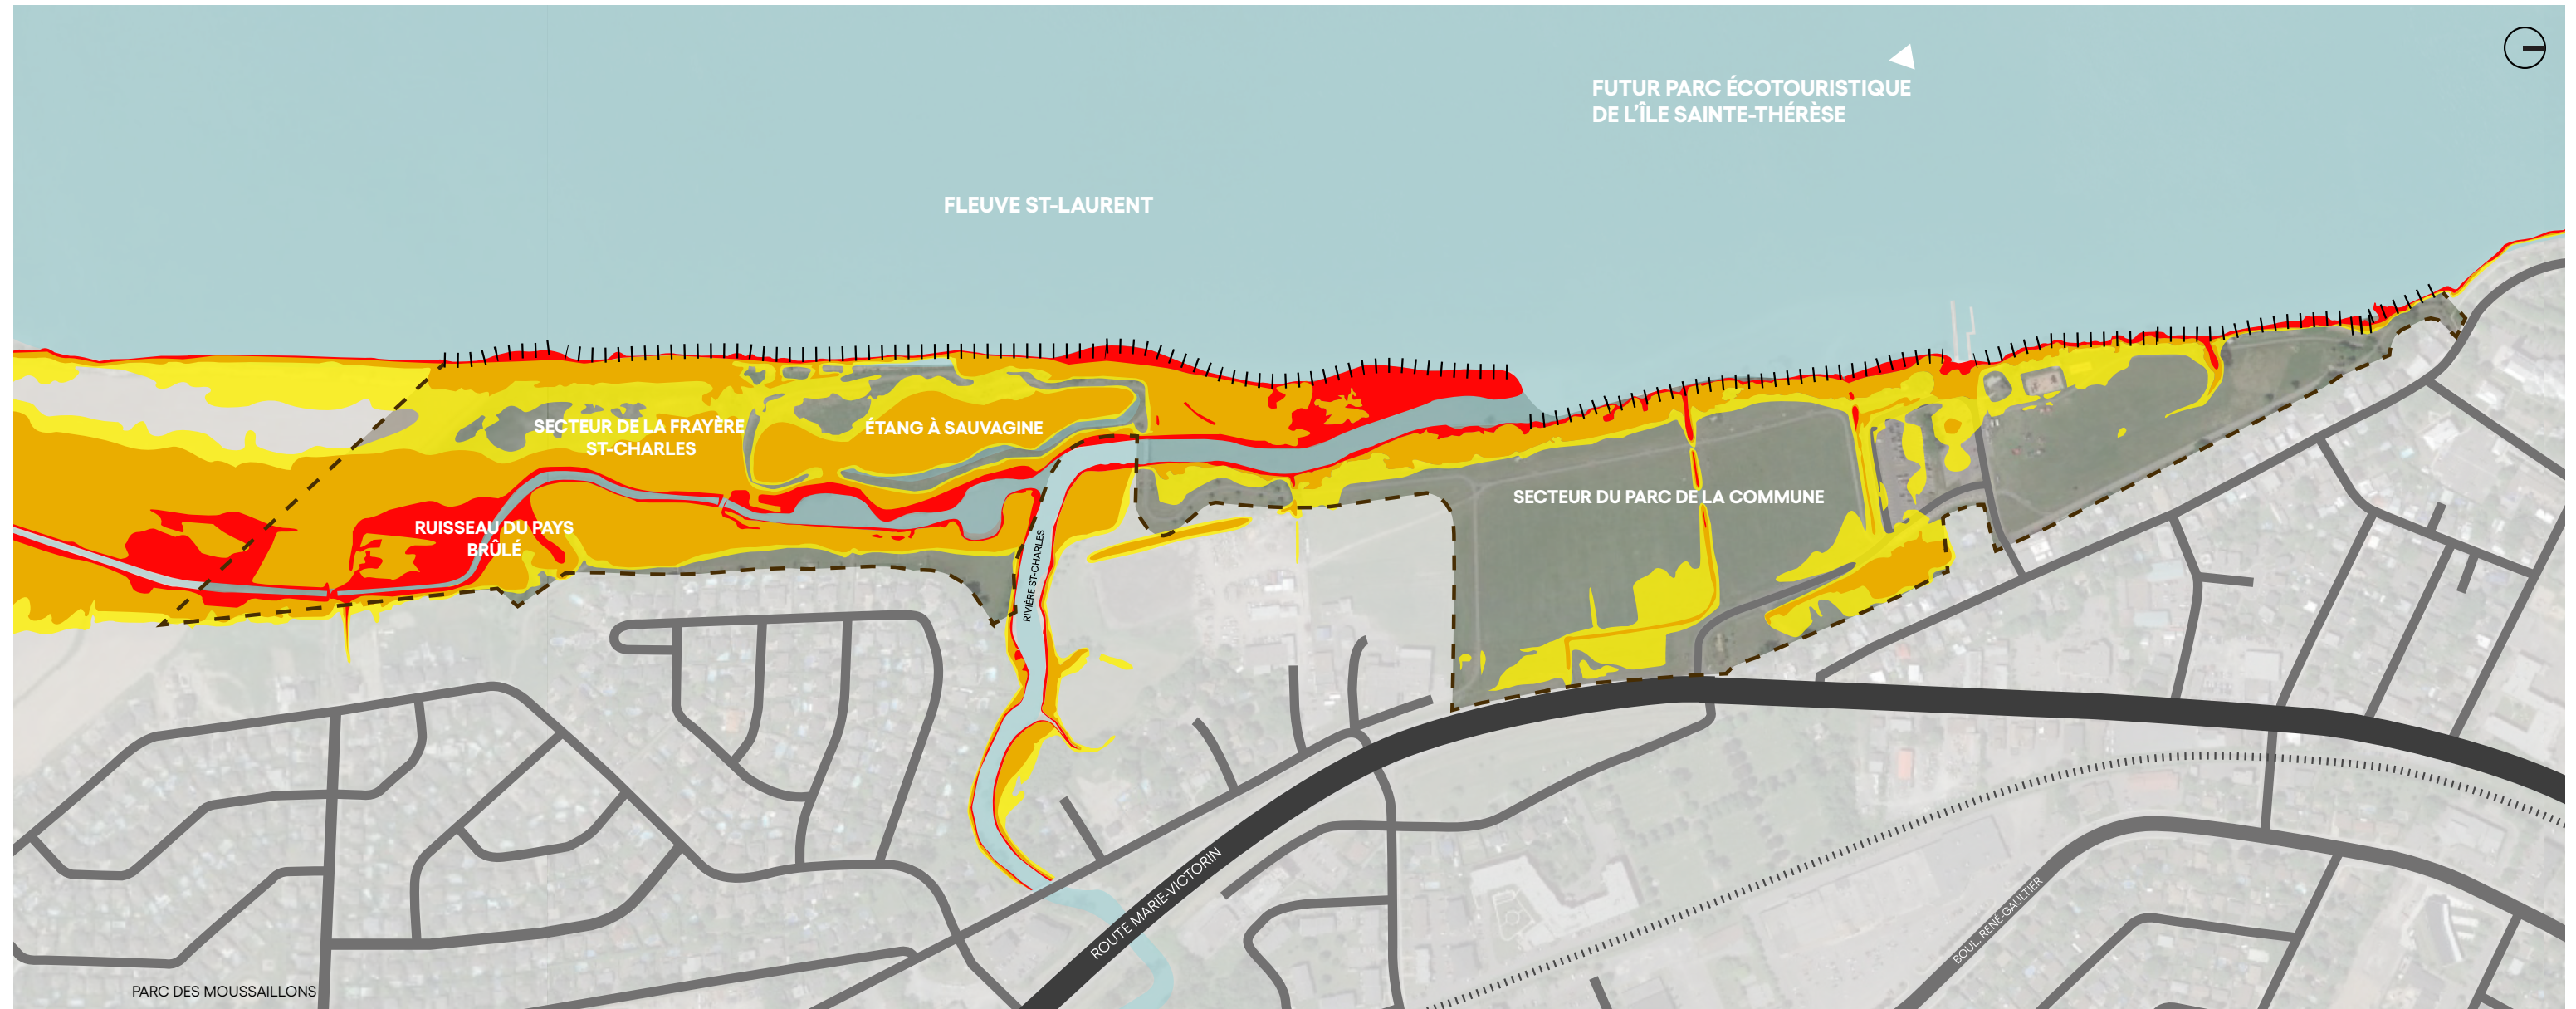 FUTUR PARC ÉCOTOURISTIQUE
DE L'ÎLE SAINTE-THÉRÈSE
FLEUVE ST-LAURENT
SECTEUR DE LA FRAYÈRE
ST-CHARLES
ÉTANG À SAUVAGINE
SECTEUR DU PARC DE LA COMMUNE
RUISSEAU DU PAYS
BRÛLÉ
RIVIÈRE ST-CHARLES
ROUTE MARIE-VICTORIN
BOUL. RENÉ-GAULTIER
PARC DES MOUSSAILLONS